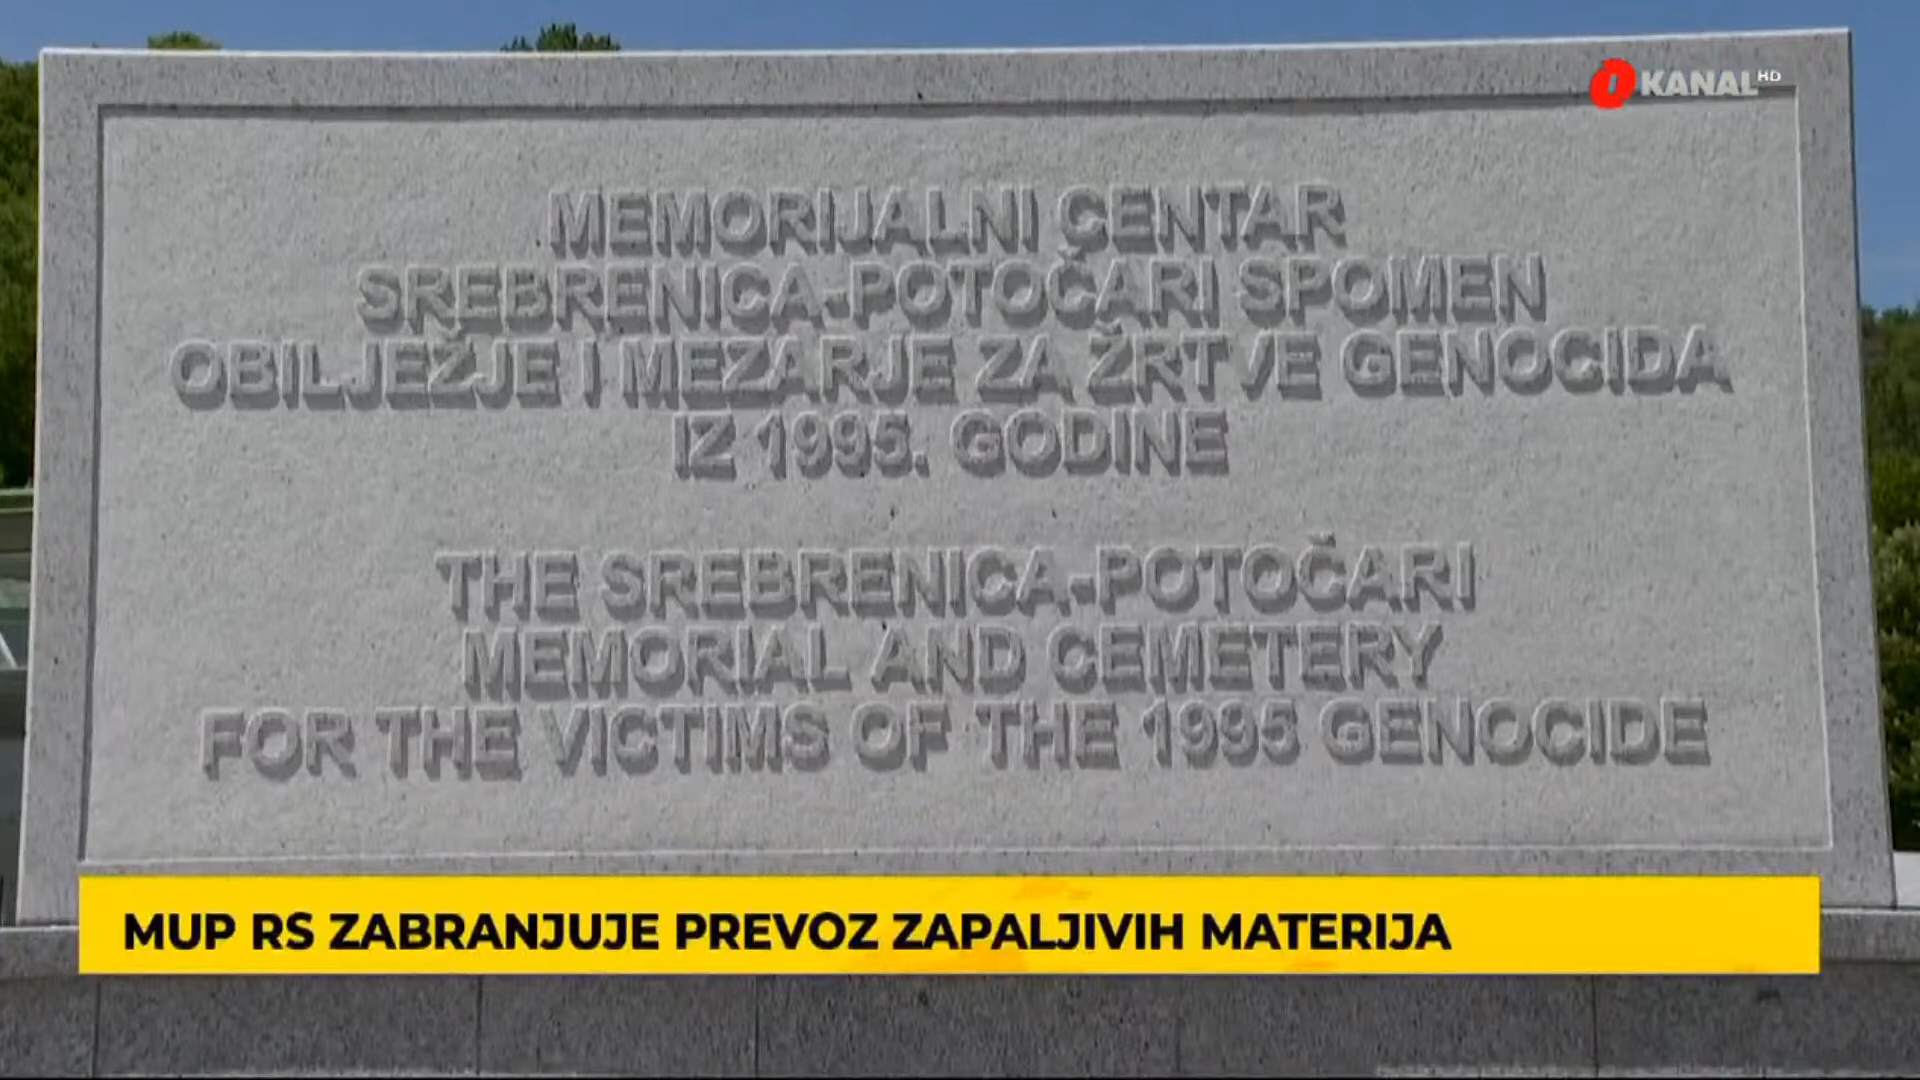 O KANAL HD
MEMORIJALNI CENTAR
SREBRENICA-POTOČARI SPOMEN
OBILJEŽJE I MEZARJE ZA ŽRTVE GENOCIDA
IZ 1995. GODINE
THE SREBRENICA-POTOČARI
MEMORIAL AND CEMETERY
FOR THE VICTIMS OF THE 1995 GENOCIDE
MUP RS ZABRANJUJE PREVOZ ZAPALJIVIH MATERIJA